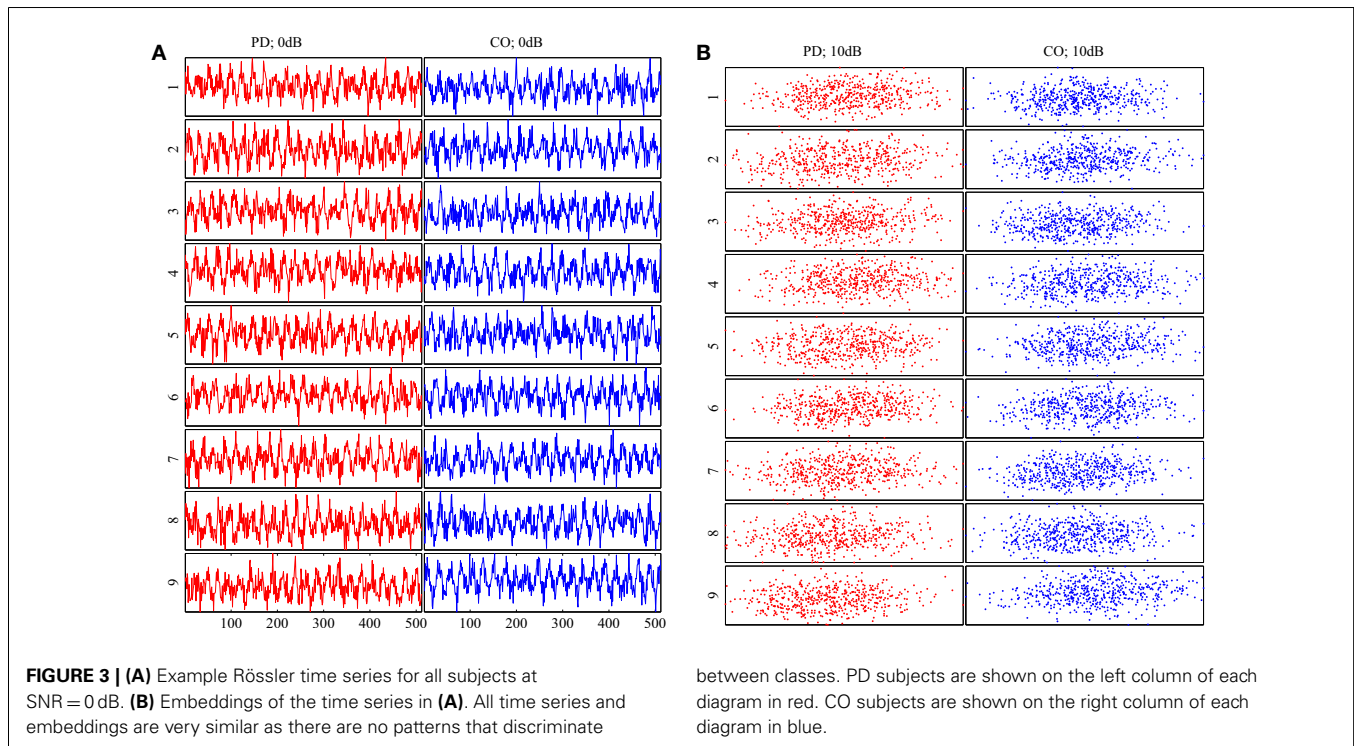 A
PD; 0dB
CO; 0dB
1
2
3
4
5
6
7
8
9
100 200 300 400 500 100 200 300 400 500
B
PD; 10dB
CO; 10dB
1
2
3
4
5
6
7
8
9
FIGURE 3 | (A) Example Rössler time series for all subjects at
SNR = 0 dB. (B) Embeddings of the time series in (A). All time series and
embeddings are very similar as there are no patterns that discriminate
between classes. PD subjects are shown on the left column of each
diagram in red. CO subjects are shown on the right column of each
diagram in blue.